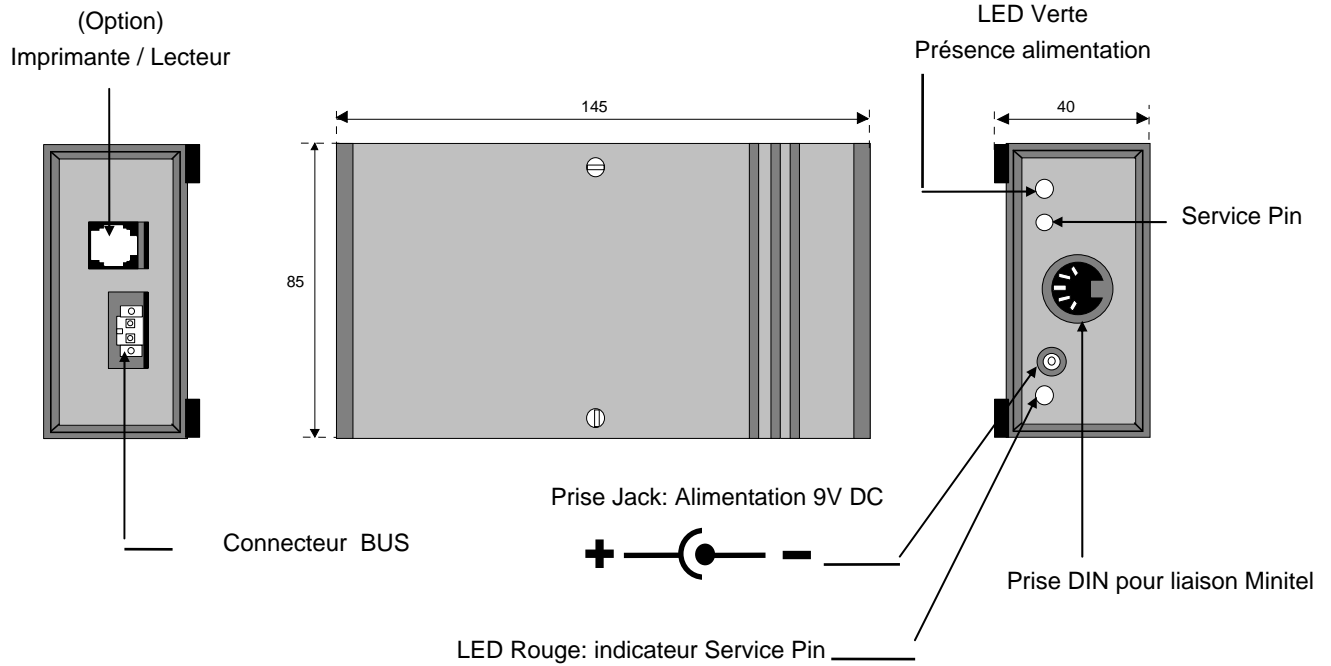 (Option)
Imprimante / Lecteur
LED Verte
Présence alimentation
145
40
Service Pin
85
Prise Jack: Alimentation 9V DC
+ -
Connecteur BUS
Prise DIN pour liaison Minitel
LED Rouge: indicateur Service Pin